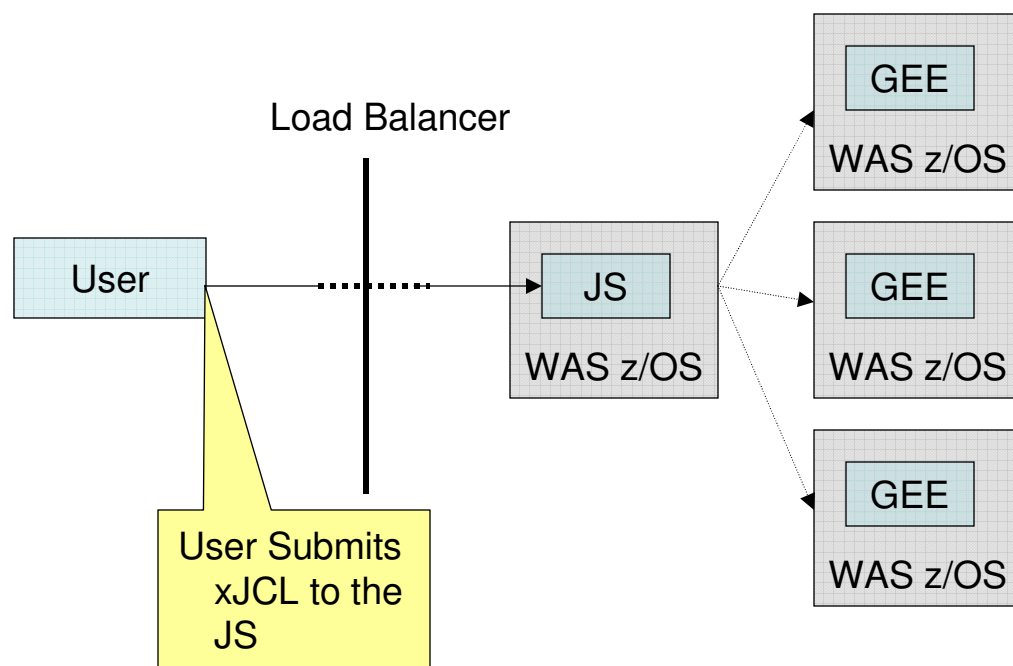 Load Balancer
User
JS
WAS z/OS
GEE
WAS z/OS
GEE
WAS z/OS
GEE
WAS z/OS
User Submits
xJCL to the
JS